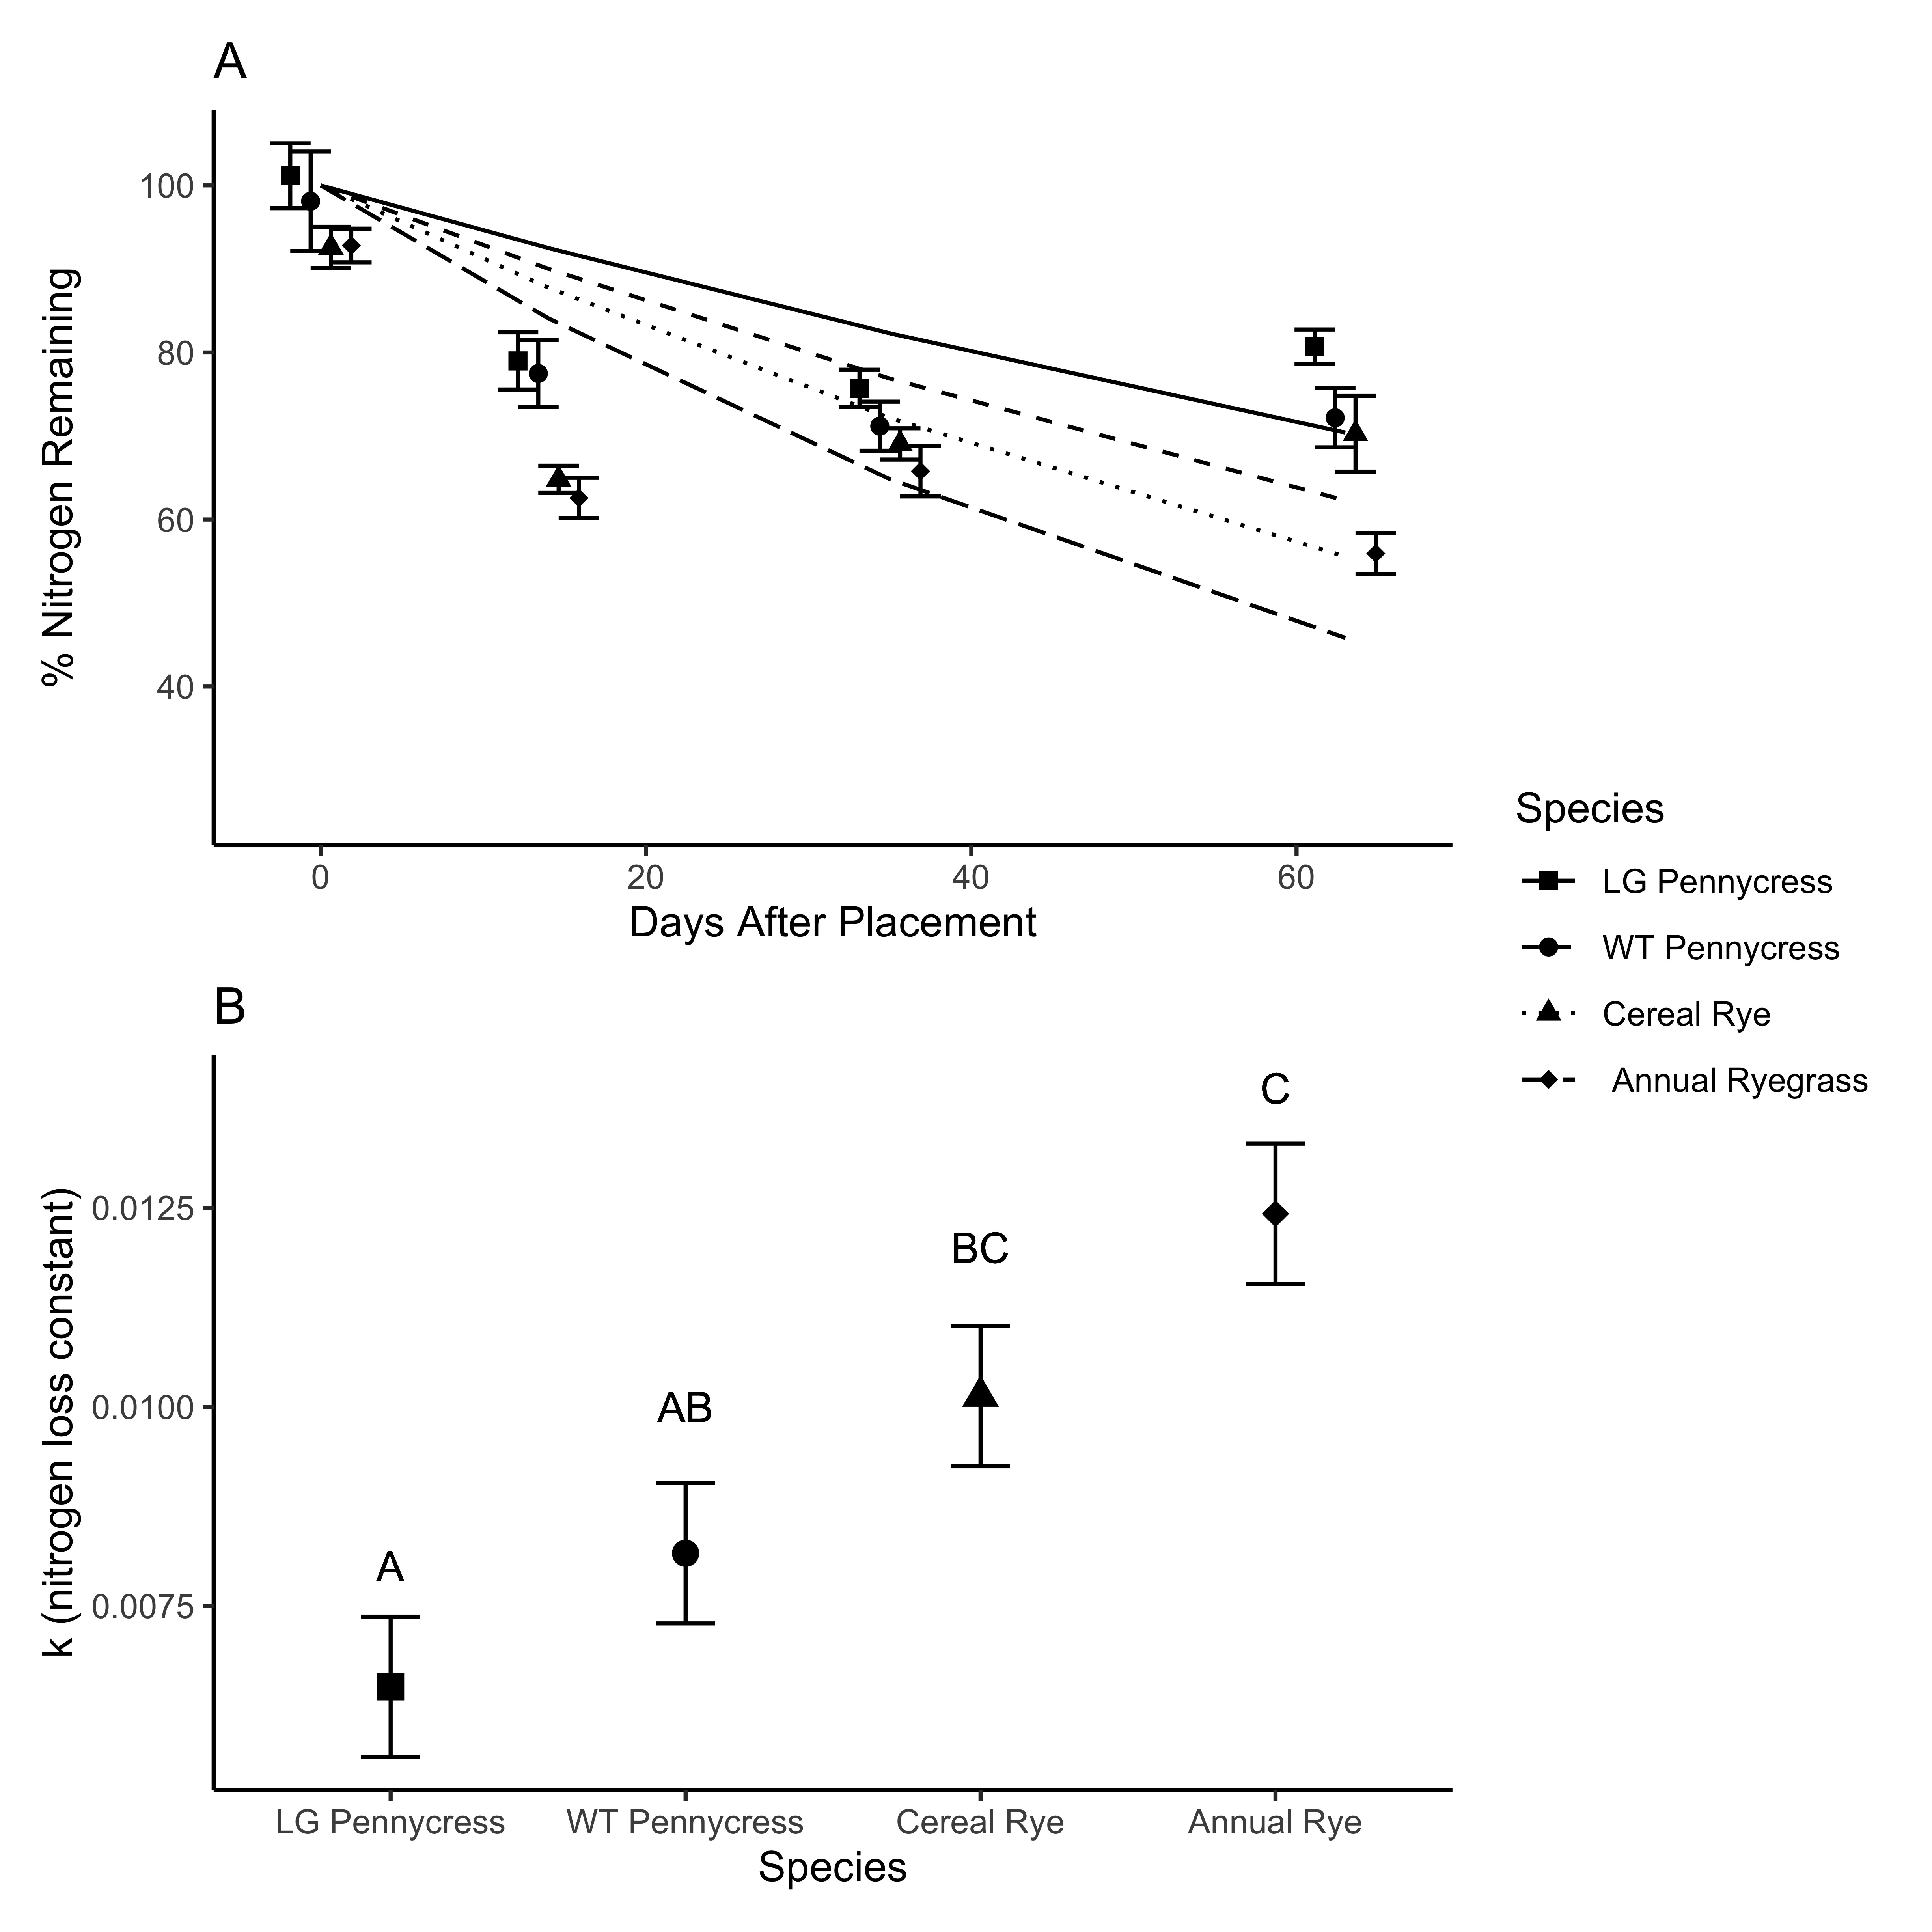 A
% Nitrogen Remaining
100
80
60
40
0 20 40 60
Days After Placement
Species
LG Pennycress
WT Pennycress
Cereal Rye
Annual Ryegrass
B
k (nitrogen loss constant)
0.0125
0.0100
0.0075
A
AB
BC
C
LG Pennycress WT Pennycress Cereal Rye Annual Rye
Species